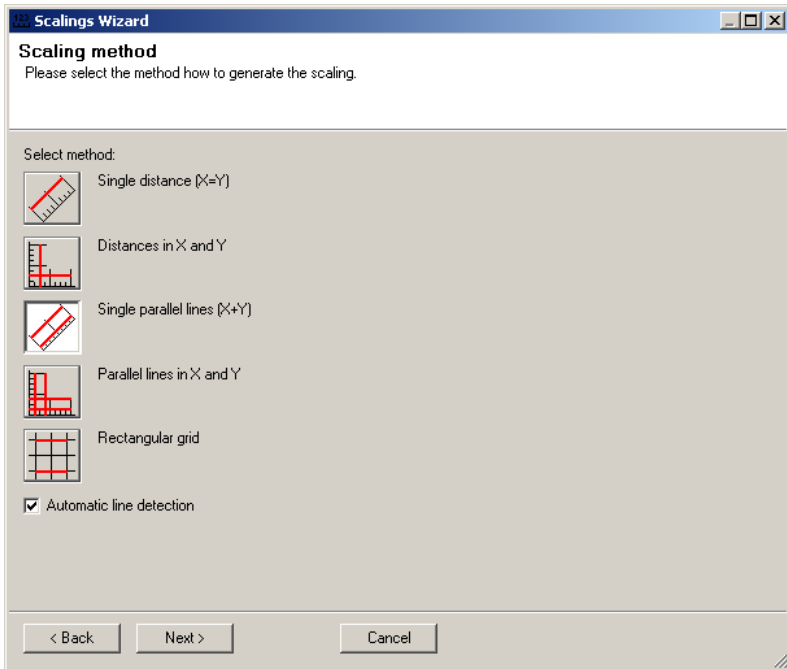 Scalings Wizard
Scaling method
Please select the method how to generate the scaling.
Select method:
Single distance (X=Y)
Distances in X and Y
Single parallel lines (X+Y)
Parallel lines in X and Y
Rectangular grid
Automatic line detection
< Back Next > Cancel